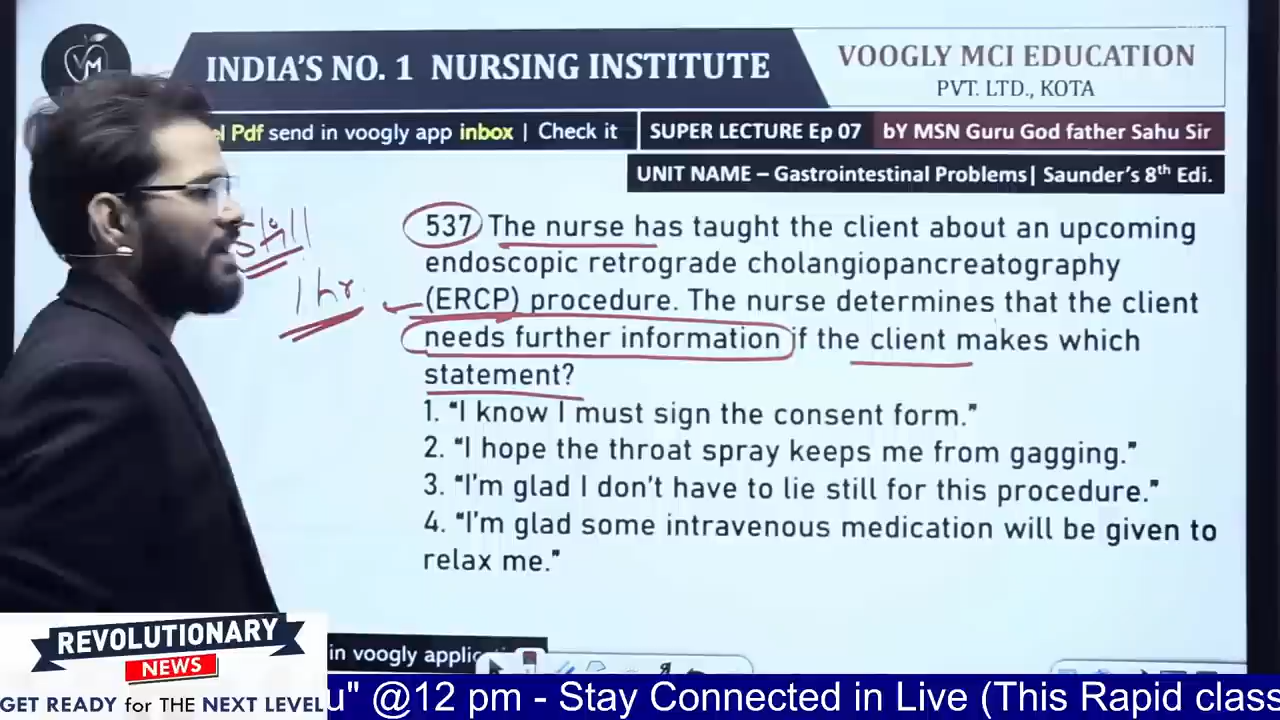 VM
INDIA'S NO. 1 NURSING INSTITUTE
VOOGLY MCI EDUCATION
PVT. LTD., KOTA
Pdf send in voogly app inbox | Check it
SUPER LECTURE Ep 07
bY MSN Guru God father Sahu Sir
UNIT NAME – Gastrointestinal Problems| Saunder's 8th Edi.
still
1 hr.
537 The nurse has taught the client about an upcoming
endoscopic retrograde cholangiopancreatography
(ERCP) procedure. The nurse determines that the client
needs further information if the client makes which
statement?
1. "I know I must sign the consent form."
2. "I hope the throat spray keeps me from gagging."
3. "I'm glad I don't have to lie still for this procedure."
4. "I'm glad some intravenous medication will be given to
relax me."
in voogly
REVOLUTIONARY
NEWS
GET READY for THE NEXT LEVEL
" @12 pm - Stay Connected in Live (This Rapid class